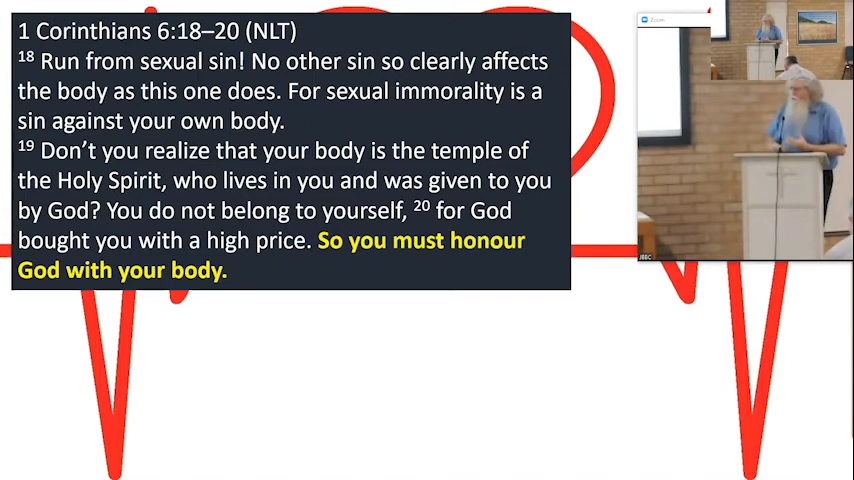 1 Corinthians 6:18–20 (NLT)
18 Run from sexual sin! No other sin so clearly affects
the body as this one does. For sexual immorality is a
sin against your own body.
19 Don't you realize that your body is the temple of
the Holy Spirit, who lives in you and was given to you
by God? You do not belong to yourself, 20 for God
bought you with a high price. So you must honour
God with your body.
Zoom
JBBC